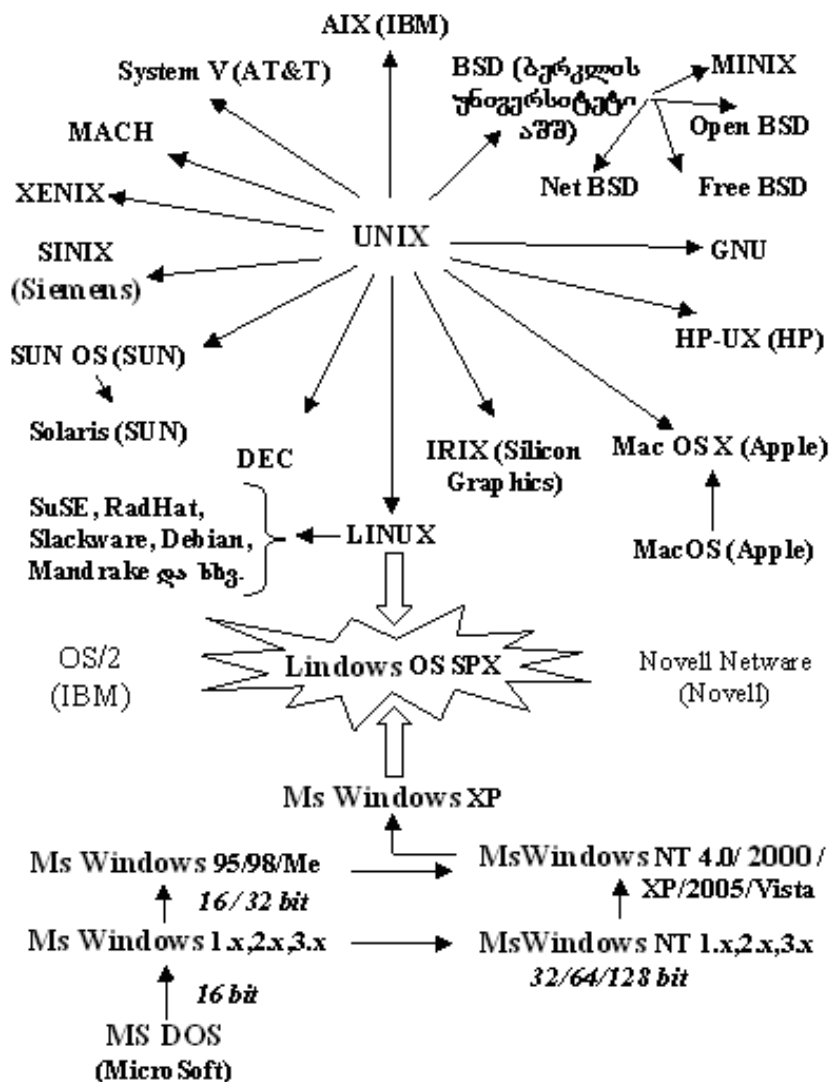 AIX (IBM)
System V (AT&T)
BSD (ბერკლის
უნივერსიტეტი
აშშ)
MINIX
Open BSD
Net BSD
Free BSD
MACH
XENIX
UNIX
GNU
SINIX
(Siemens)
HP-UX (HP)
SUN OS (SUN)
Solaris (SUN)
DEC
IRIX (Silicon
Graphics)
Mac OS X (Apple)
SuSE, RadHat,
Slackware, Debian,
Mandrake და სხვ.
LINUX
MacOS (Apple)
OS/2
(IBM)
Lindows OS SPX
Novell Netware
(Novell)
Ms Windows XP
Ms Windows 95/98/Me
MsWindows NT 4.0/ 2000 /
XP/2005/Vista
16/32 bit
Ms Windows 1.x,2.x,3.x
MsWindows NT 1.x,2.x,3.x
32/64/128 bit
16 bit
MS DOS
(MicroSoft)